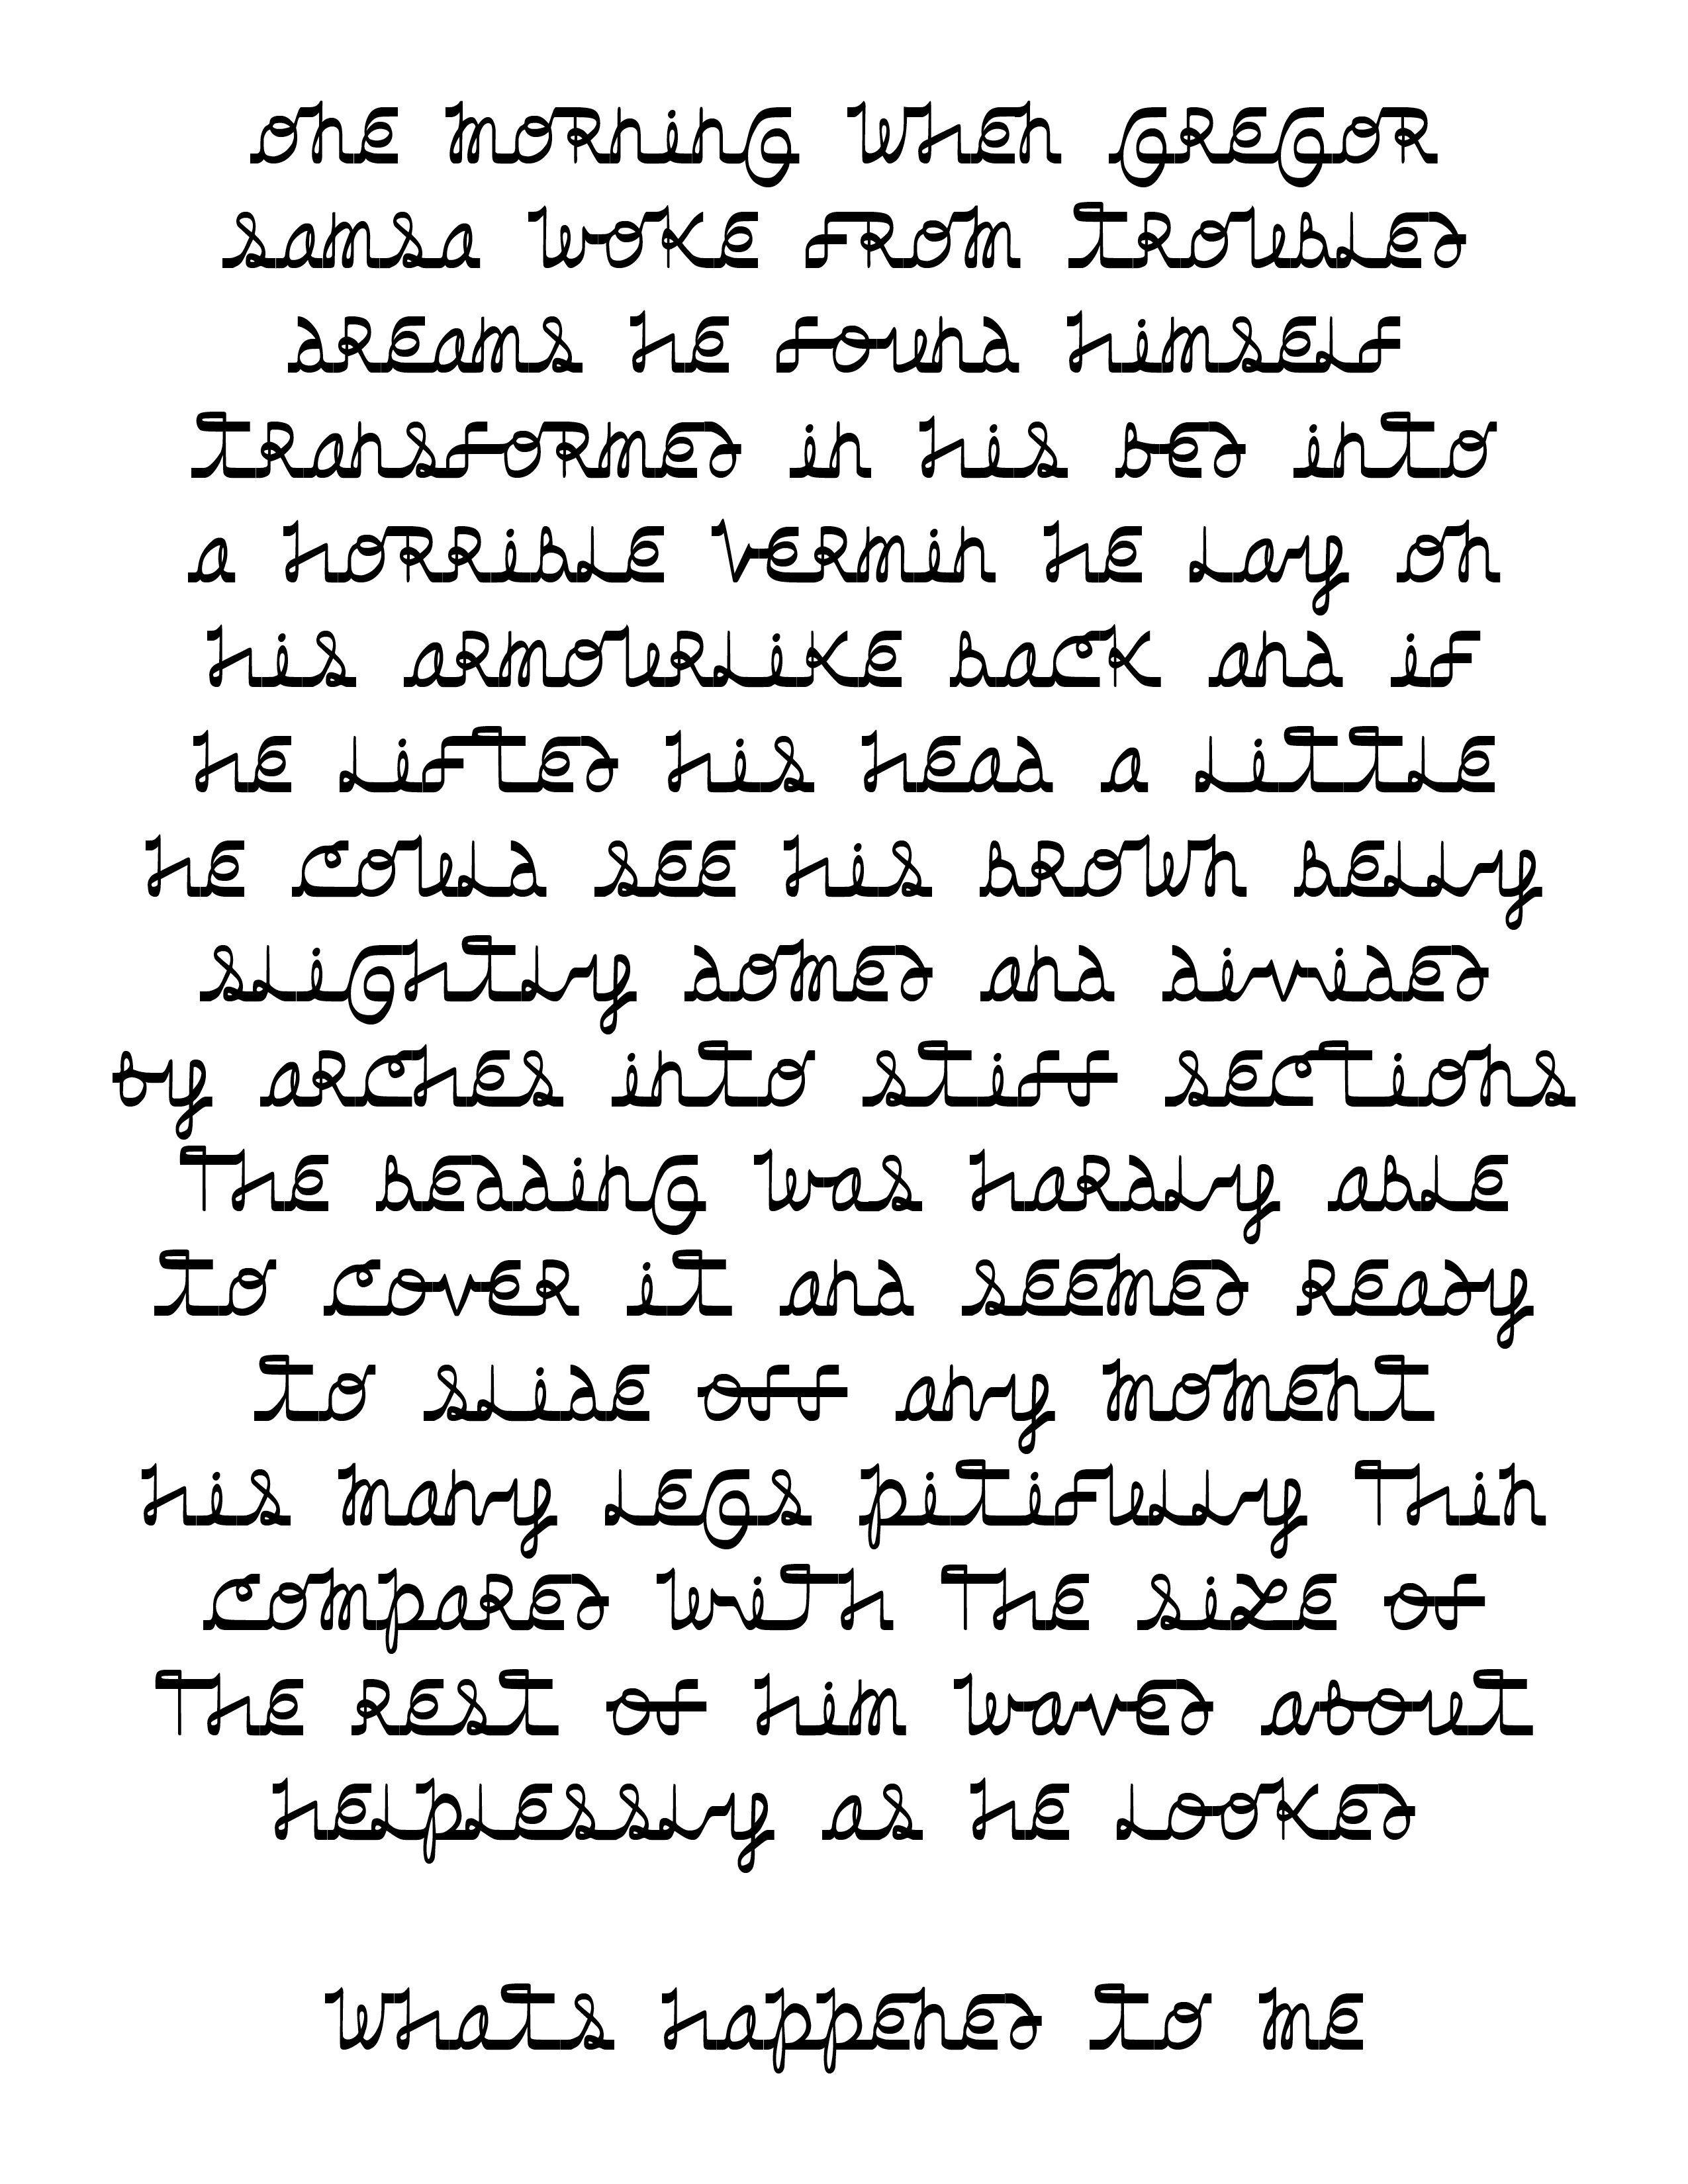 one morning when gregor
samsa woke from troubled
dreams he found himself
transformed in his bed into
a horrible vermin he lay on
his armourlike back and if
he lifted his head a little
he could see his brown belly
slightly domed and divided
by arches into stiff sections
the bedding was hardly able
to cover it and seemed ready
to slide off any moment
his many legs pitifully thin
compared with the size of
the rest of him waved about
helplessly as he looked
whats happened to me